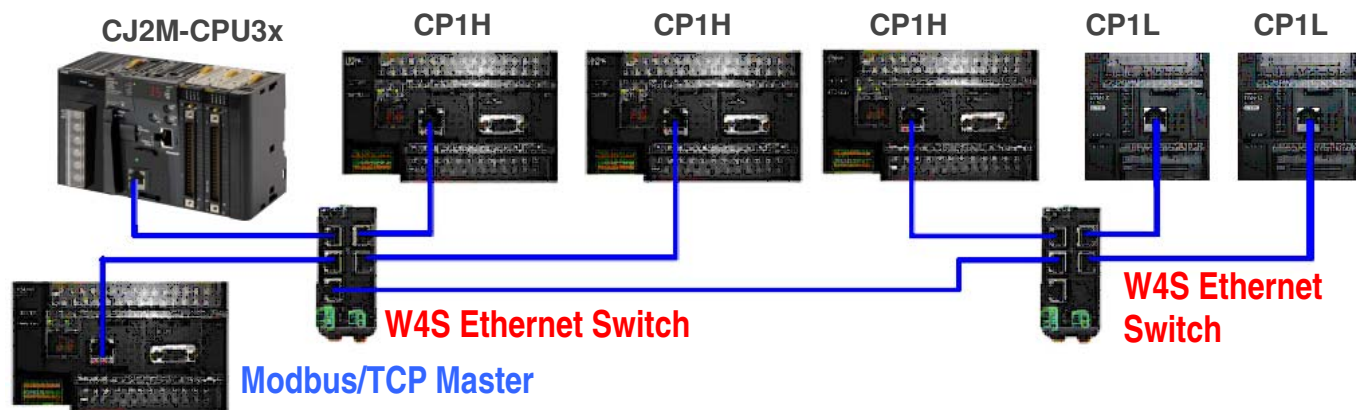 CJ2M-CPU3x
CP1H
CP1H
CP1H
CP1L
CP1L
W4S Ethernet Switch
W4S Ethernet
Switch
Modbus/TCP Master